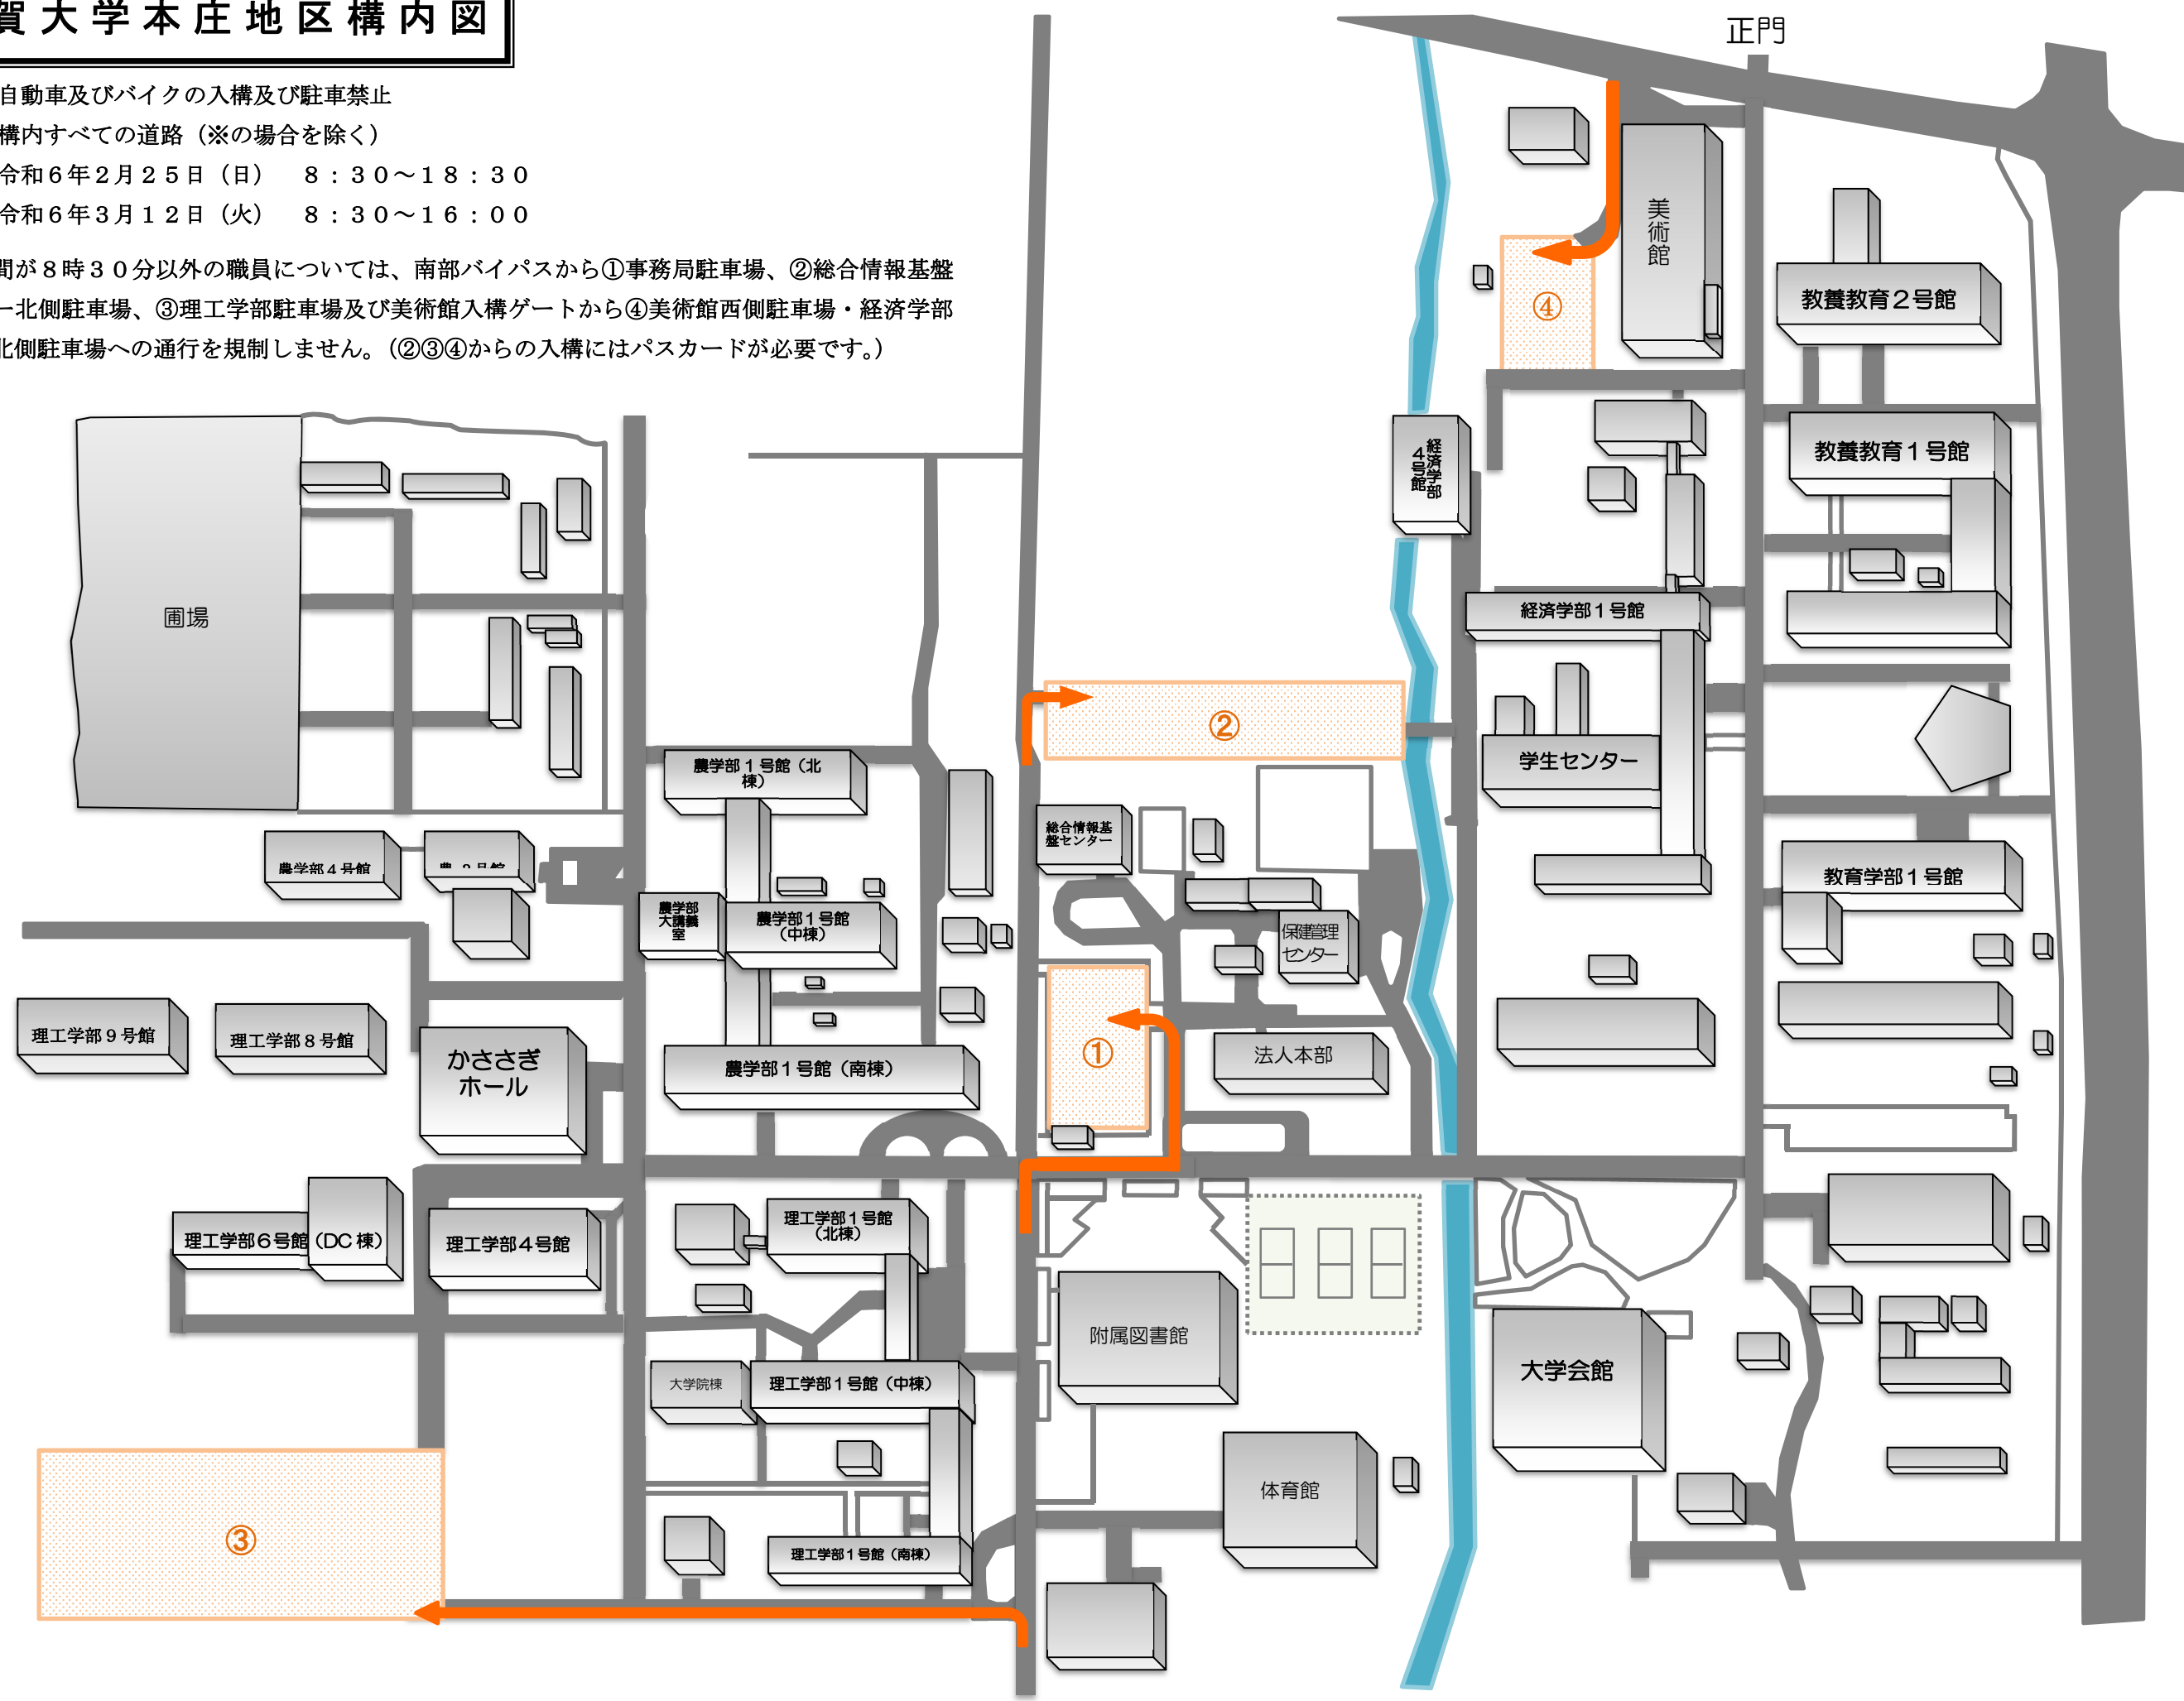 賀大学本庄地区構内図
自動車及びバイクの入構及び駐車禁止
構内すべての道路（※の場合を除く）
令和６年２月２５日（日）　８：３０～１８：３０
令和６年３月１２日（火）　８：３０～１６：００
間が８時３０分以外の職員については、南部バイパスから①事務局駐車場、②総合情報基盤
ー北側駐車場、③理工学部駐車場及び美術館入構ゲートから④美術館西側駐車場・経済学部
北側駐車場への通行を規制しません。（②③④からの入構にはパスカードが必要です。）
正門
美術館
④
教養教育２号館
教養教育１号館
経済学部
４号館
圃場
経済学部１号館
②
学生センター
農学部１号館（北
棟）
総合情報基
盤センター
農学部４号館
教育学部１号館
農学部
大講義
室
農学部１号館
（中棟）
保健管理
センター
理工学部９号館
理工学部８号館
かささぎ
ホール
農学部１号館（南棟）
①
法人本部
理工学部６号館
（DC 棟）
理工学部４号館
理工学部１号館
（北棟）
附属図書館
大学院棟
理工学部１号館（中棟）
大学会館
体育館
③
理工学部１号館（南棟）